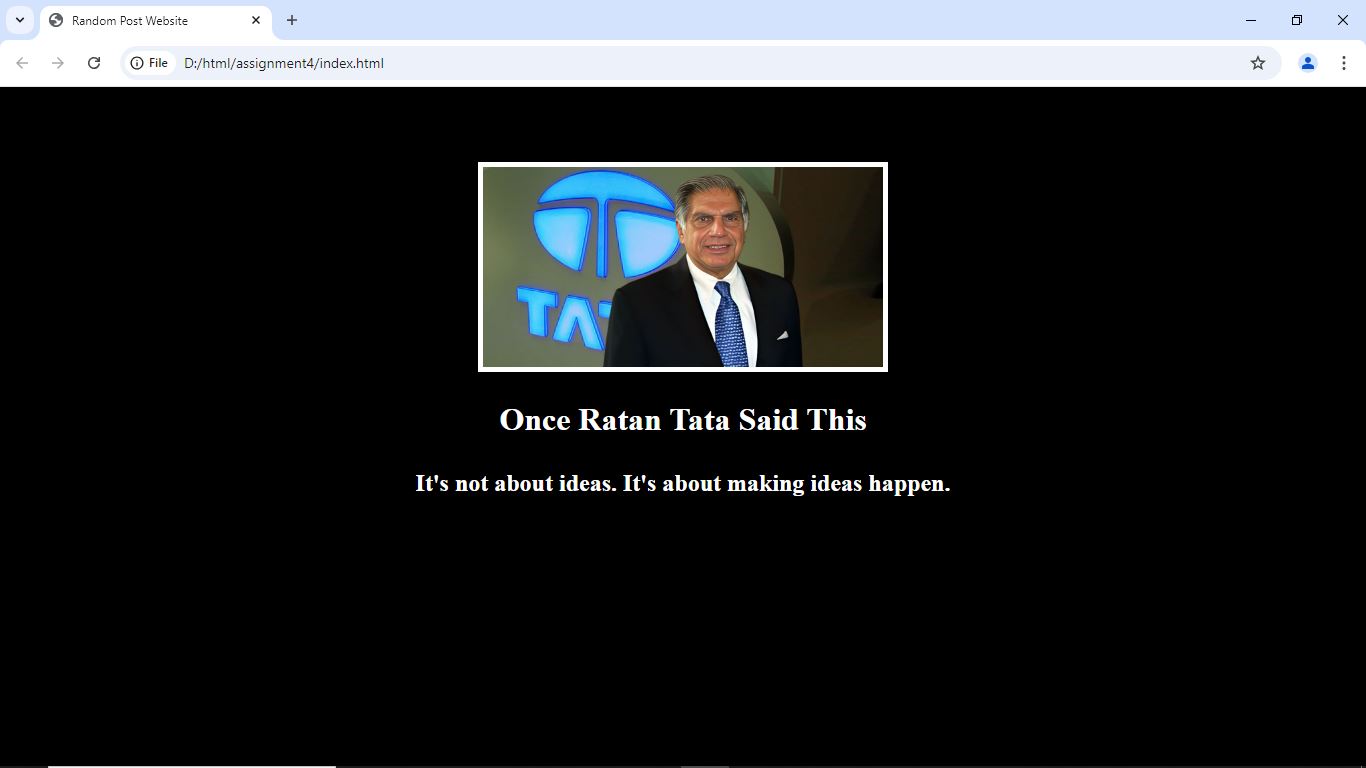 Random Post Website
File D:/html/assignment4/index.html
TAT
Once Ratan Tata Said This
It's not about ideas. It's about making ideas happen.